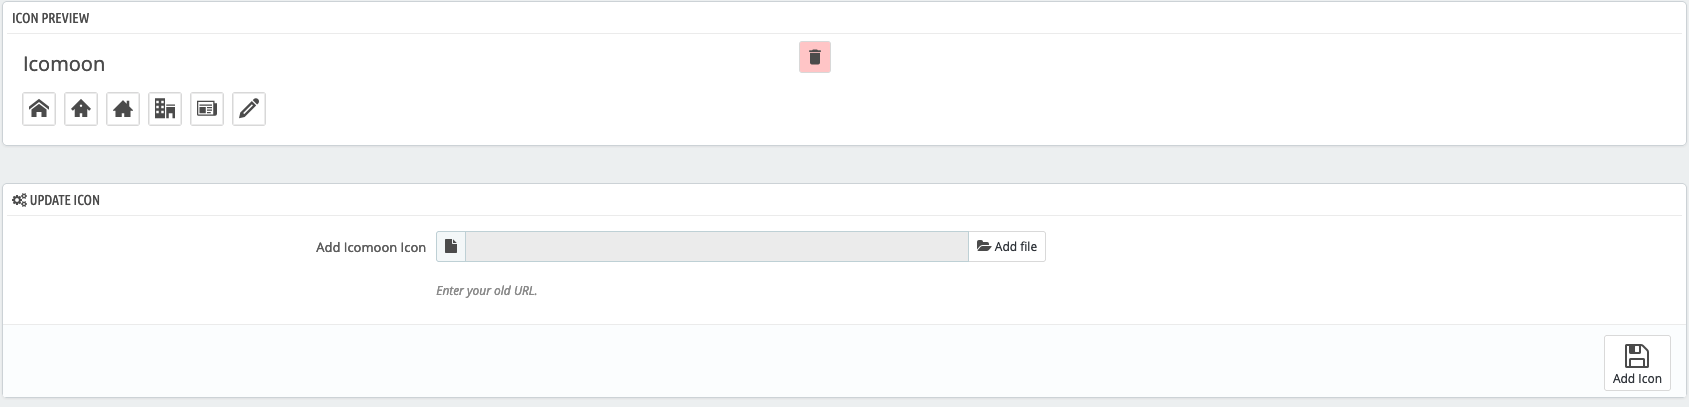 ICON PREVIEW
Icomoon
UPDATE ICON
Add Icomoon Icon
Add file
Enter your old URL.
Add Icon